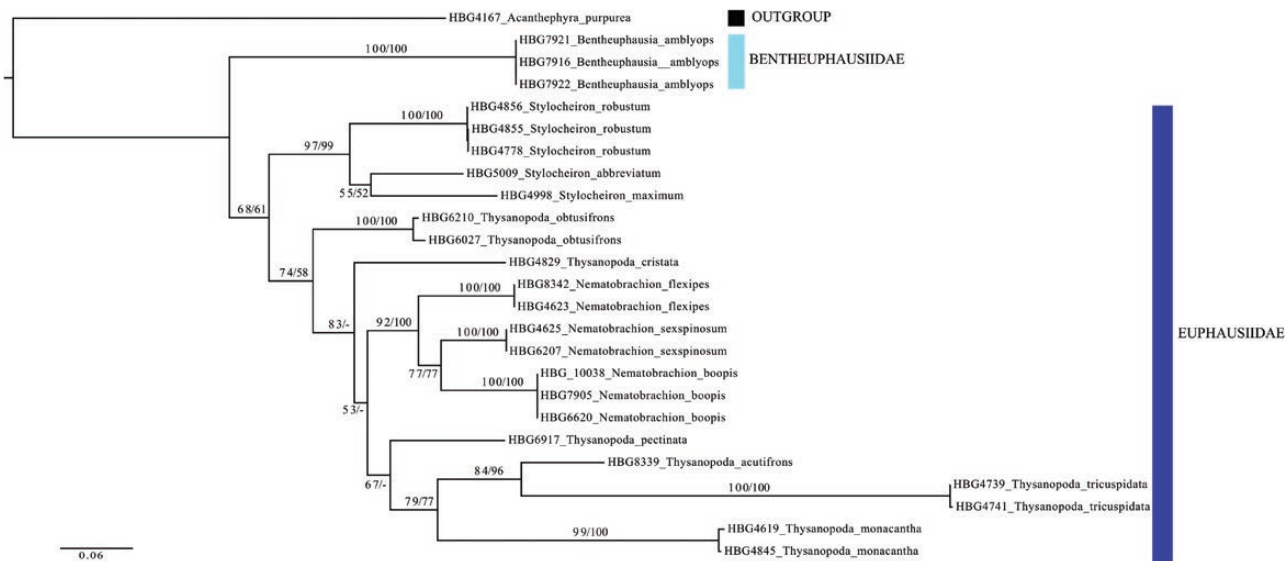 HBG4167_Acanthephyra_purpurea
OUTGROUP
HBG7921_Bentheuphausia_amblyops
100/100
HBG7916_Bentheuphausia__amblyops
BENTHEUPHAUSIIDAE
HBG7922_Bentheuphausia_amblyops
HBG4856_Stylocheiron_robustum
100/100
HBG4855_Stylocheiron_robustum
97/99
HBG4778_Stylocheiron_robustum
HBG5009_Stylocheiron_abbreviatum
55/52
HBG4998_Stylocheiron_maximum
68/61
HBG6210_Thysanopoda_obtusifrons
100/100
HBG6027_Thysanopoda_obtusifrons
HBG4829_Thysanopoda_cristata
74/58
HBG8342_Nematobrachion_flexipes
100/100
HBG4623_Nematobrachion_flexipes
83/-
92/100
HBG4625_Nematobrachion_sexspinosum
100/100
EUPHAUSIIDAE
HBG6207_Nematobrachion_sexspinosum
77/77
HBG_10038_Nematobrachion_boopis
100/100
HBG7905_Nematobrachion_boopis
53/-
HBG6620_Nematobrachion_boopis
HBG6917_Thysanopoda_pectinata
HBG8339_Thysanopoda_acutifrons
84/96
67/-
HBG4739_Thysanopoda_tricuspidata
100/100
79/77
HBG4741_Thysanopoda_tricuspidata
HBG4619_Thysanopoda_monacantha
99/100
HBG4845_Thysanopoda_monacantha
0.06